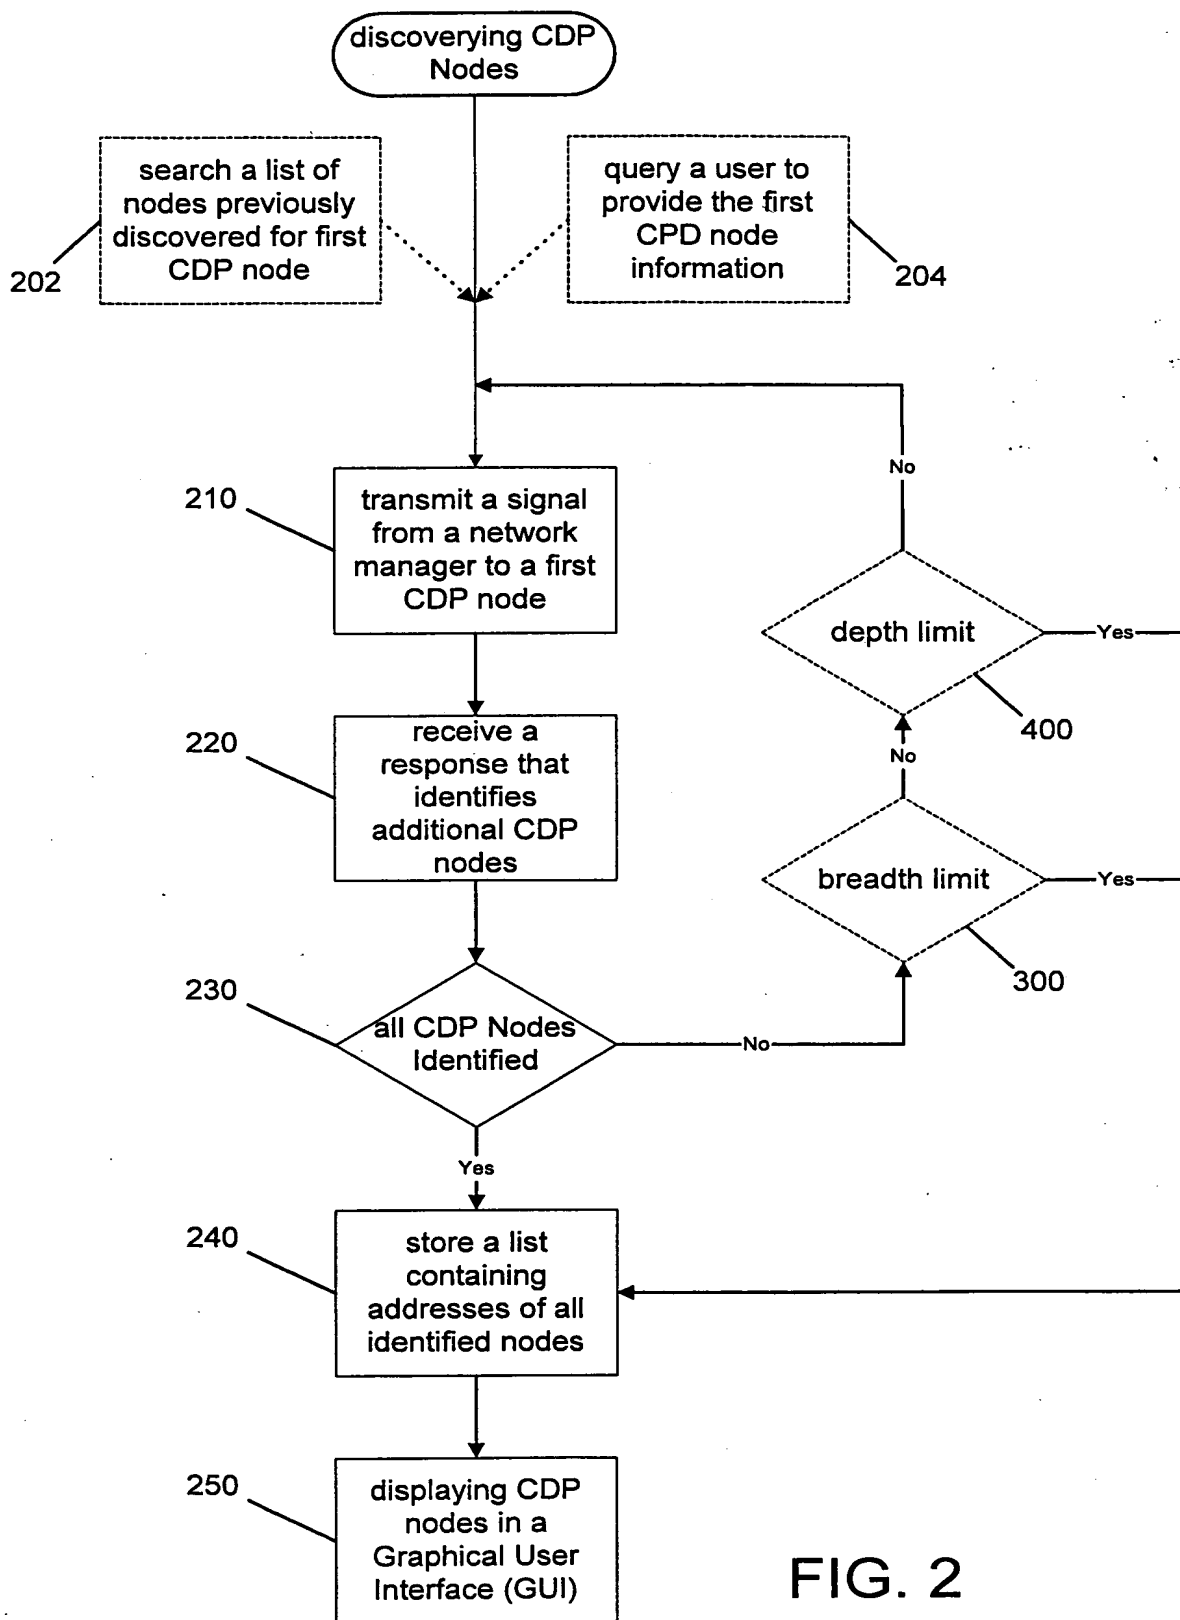 discoverying CDP
Nodes
search a list of
nodes previously
discovered for first
CDP node
202
query a user to
provide the first
CPD node
information
204
No
210
transmit a signal
from a network
manager to a first
CDP node
depth limit
Yes
400
220
receive a
response that
identifies
additional CDP
nodes
No
breadth limit
Yes
300
230
all CDP Nodes
Identified
No
Yes
240
store a list
containing
addresses of all
identified nodes
250
displaying CDP
nodes in a
Graphical User
Interface (GUI)
FIG. 2